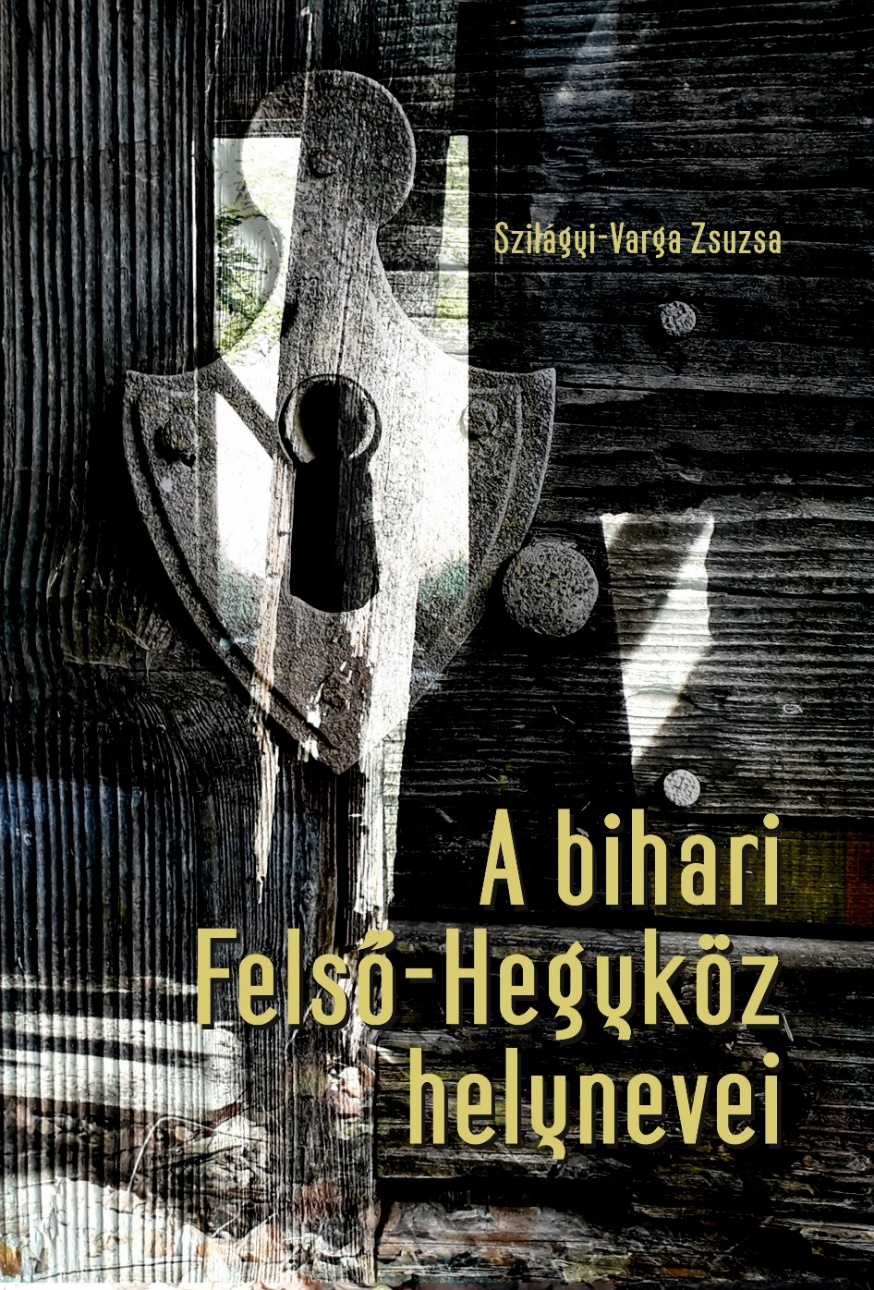 Szilágyi-Varga Zsuzsa
A bihari
Felső-Hegyköz
helynevei